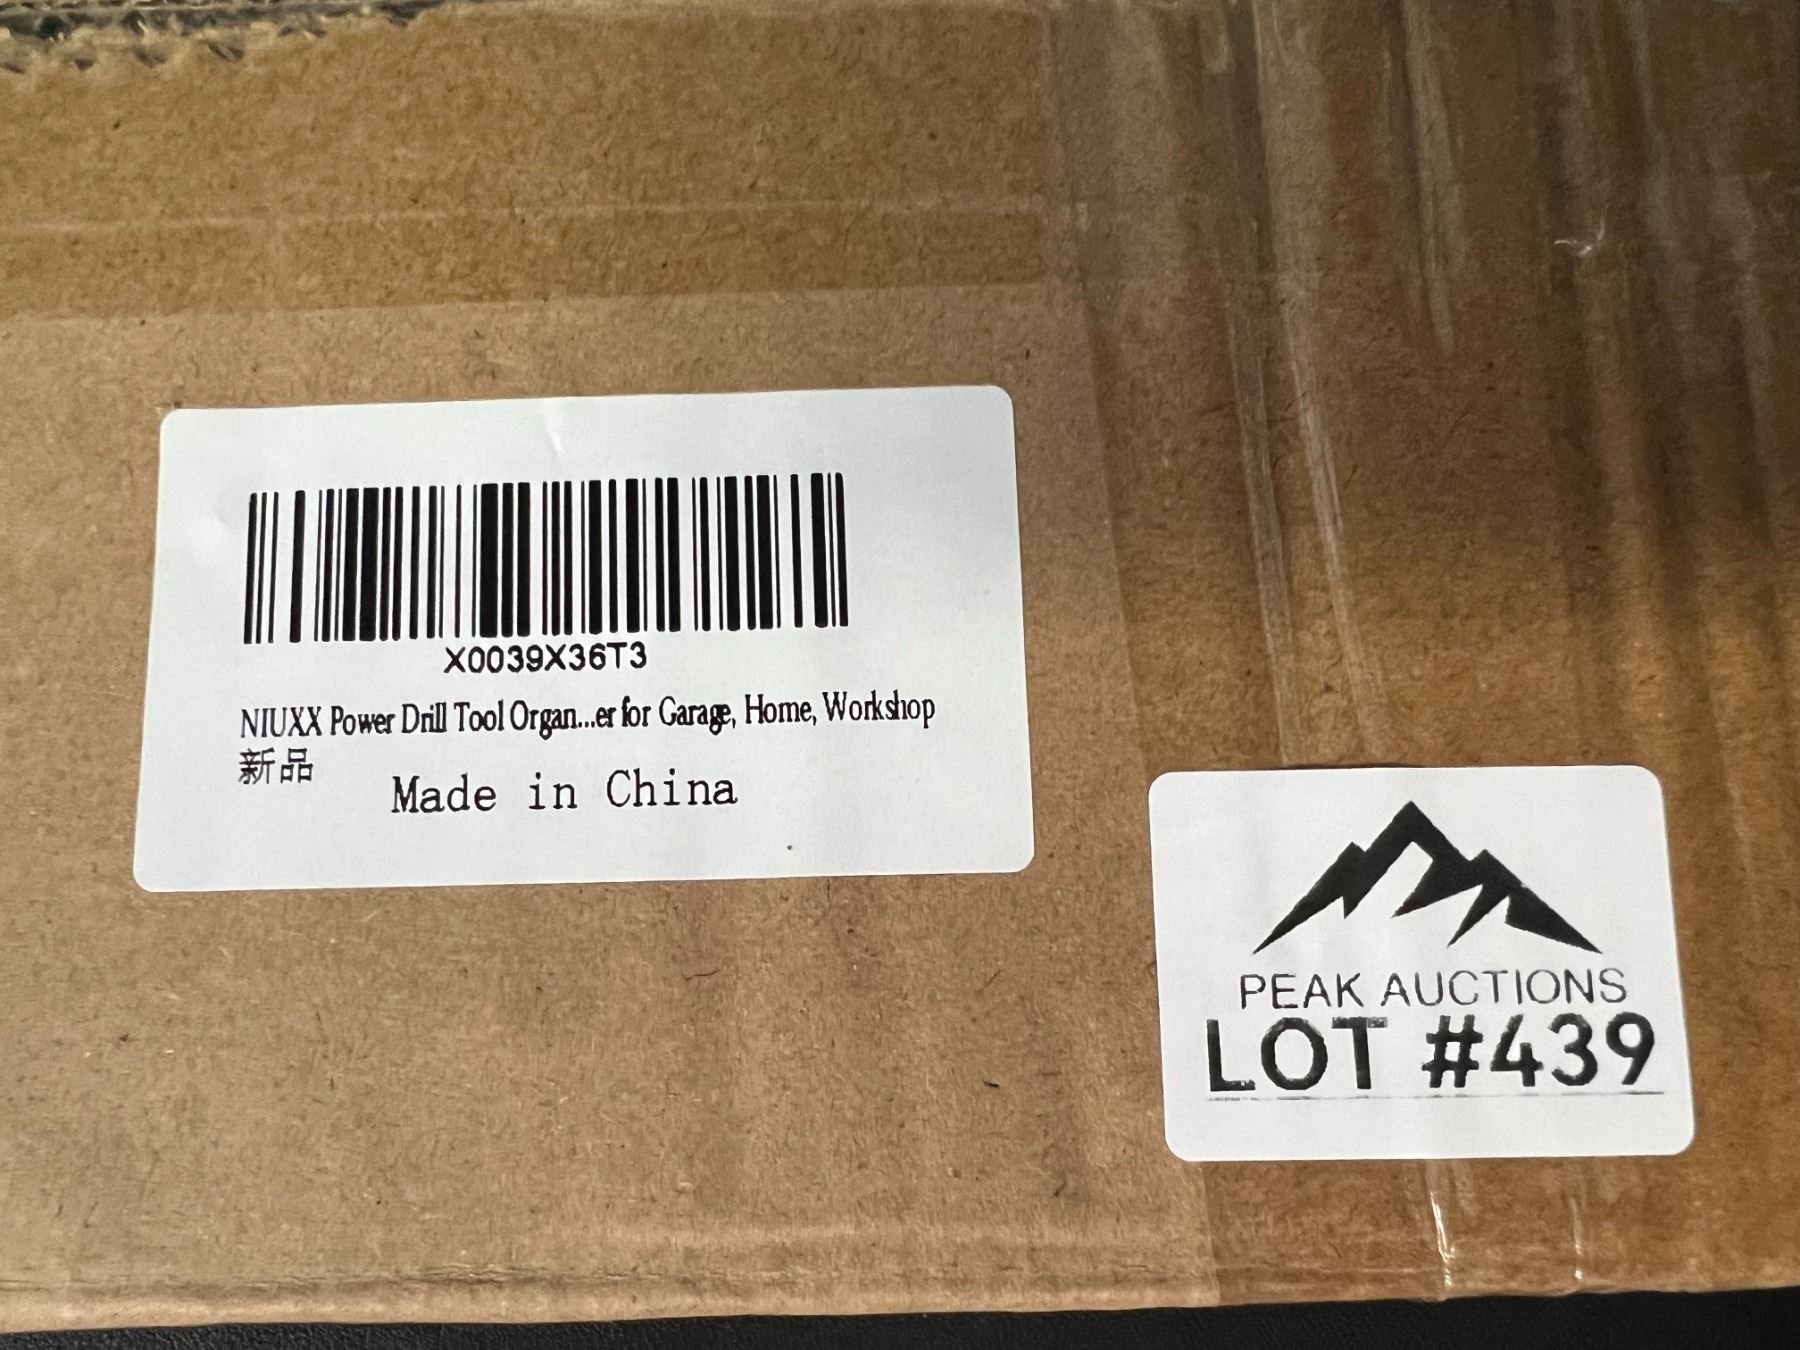 X0039X36T3
NIUXX Power Drill Tool Organ...er for Garage, Home, Workshop
新品
Made in China
PEAK AUCTIONS
LOT #439